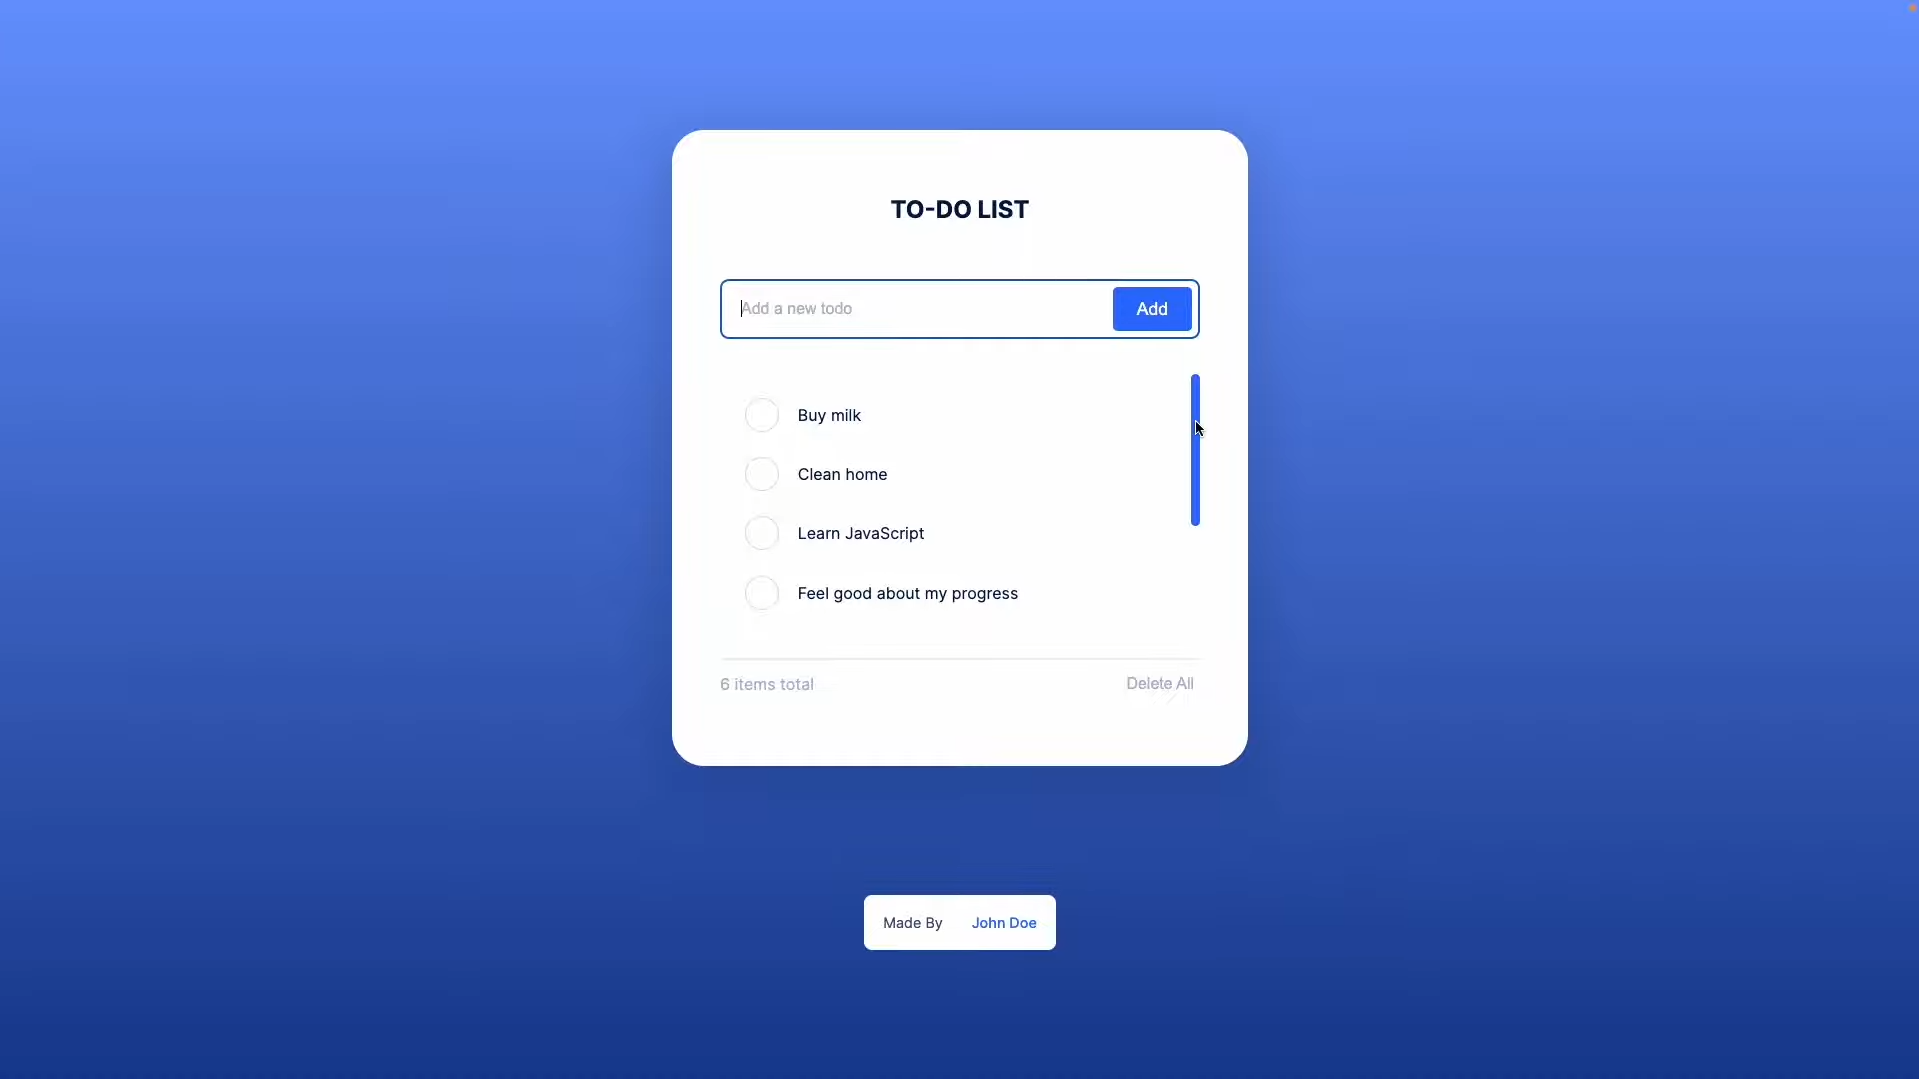 TO-DO LIST
Add a new todo
Add
Buy milk
Clean home
Learn JavaScript
Feel good about my progress
6 items total
Delete All
Made By John Doe